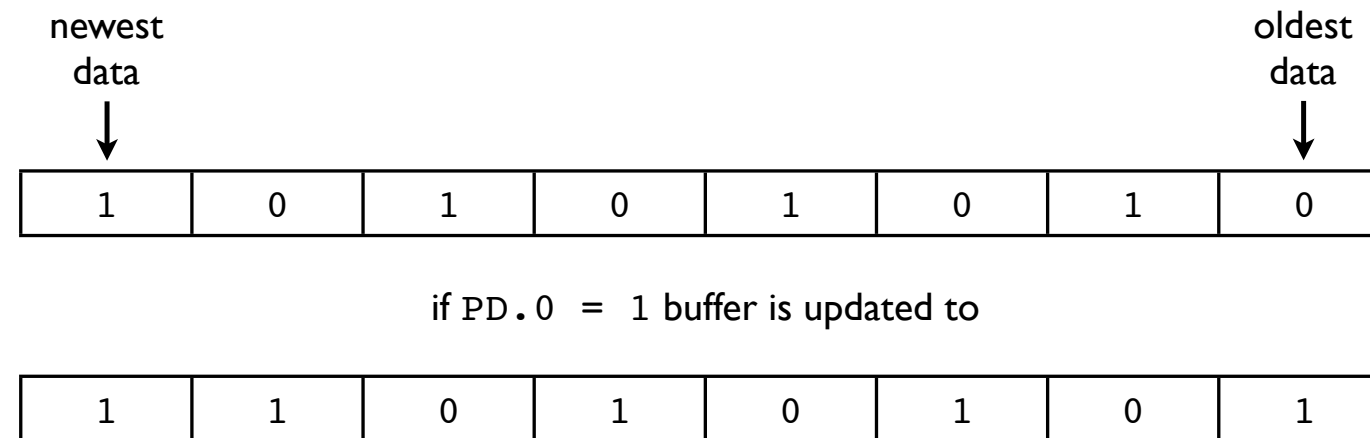 newest oldest
data data
1 0 1 0 1 0 1 0
if PD.0 = 1 buffer is updated to
1 1 0 1 0 1 0 1